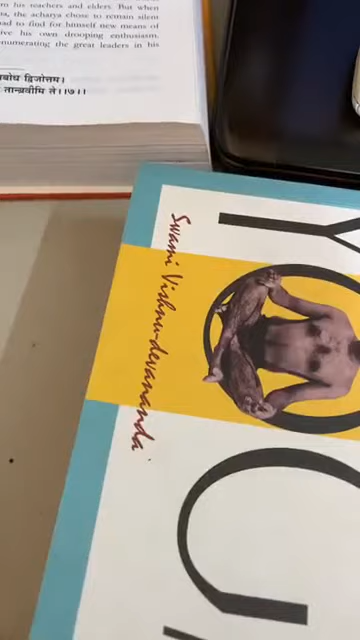 his teachers and elders. But when
the acharya chose to remain silent
had to find for himself new means of
his own drooping enthusiasm.
enumerating the great leaders in his
द्विजोत्तम।
तान्ब्रवीमि ते।।७।।
Swami Vishnu-devananda